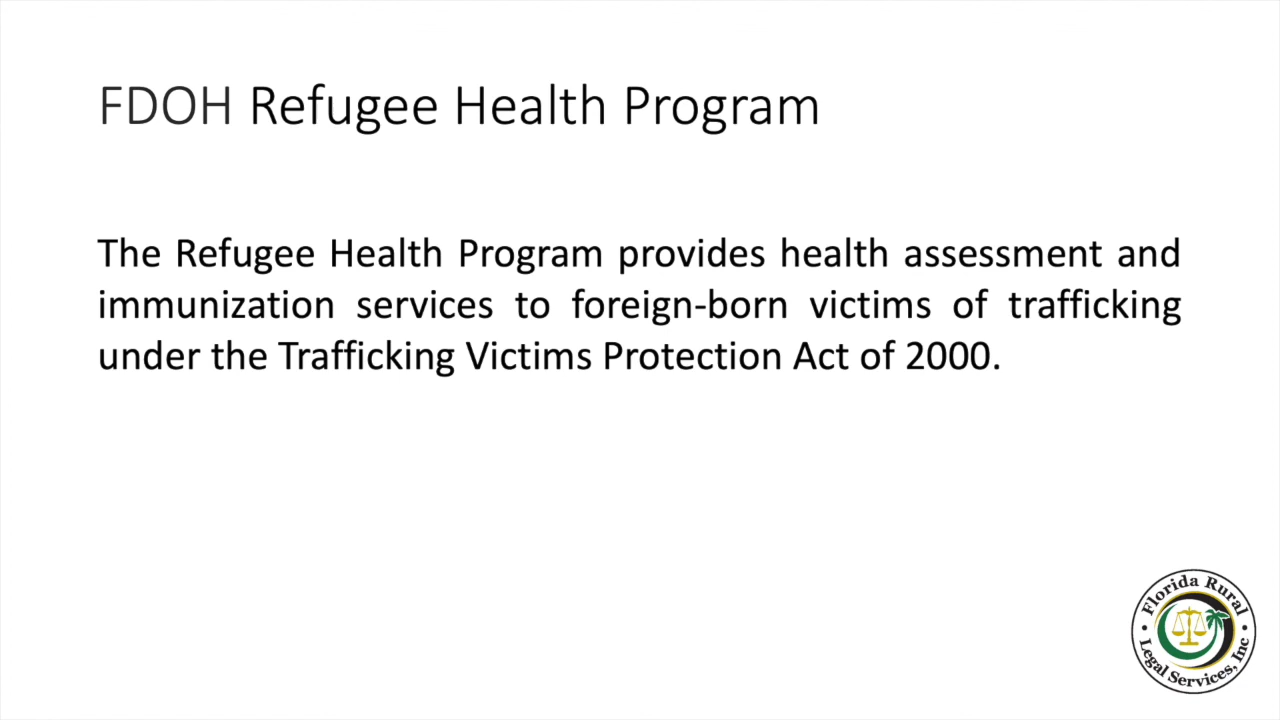 FDOH Refugee Health Program
The Refugee Health Program provides health assessment and
immunization services to foreign-born victims of trafficking
under the Trafficking Victims Protection Act of 2000.
Florida Rural
Legal Services, Inc